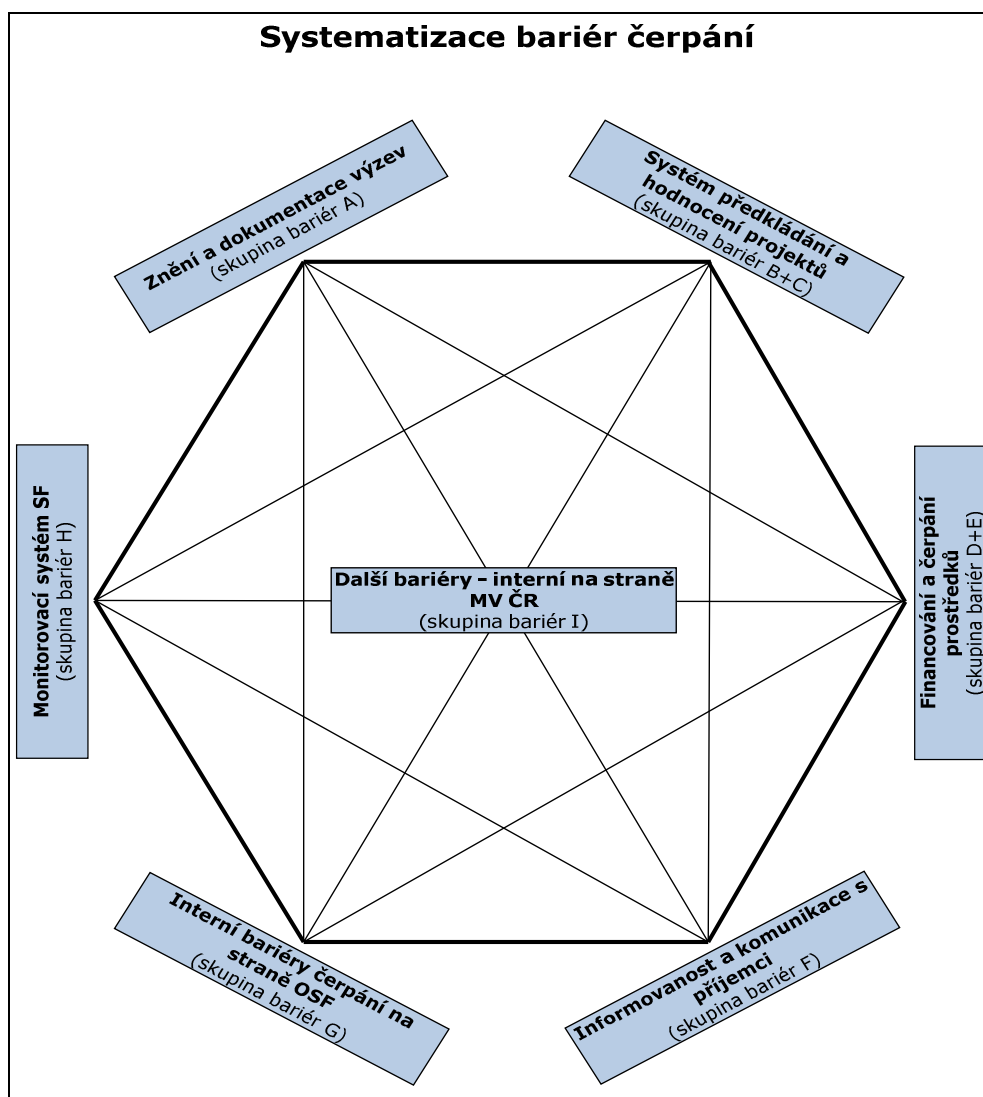 Systematizace bariér čerpání
Znění a dokumentace výzev
(skupina bariér A)
Systém předkládání a
hodnocení projektů
(skupina bariér B+C)
Monitorovací systém SF
(skupina bariér H)
Další bariéry – interní na straně
MV ČR
(skupina bariér I)
Financování a čerpání
prostředků
(skupina bariér D+E)
Interní bariéry čerpání na
straně OSF
(skupina bariér G)
Informovanost a komunikace s
příjemci
(skupina bariér F)